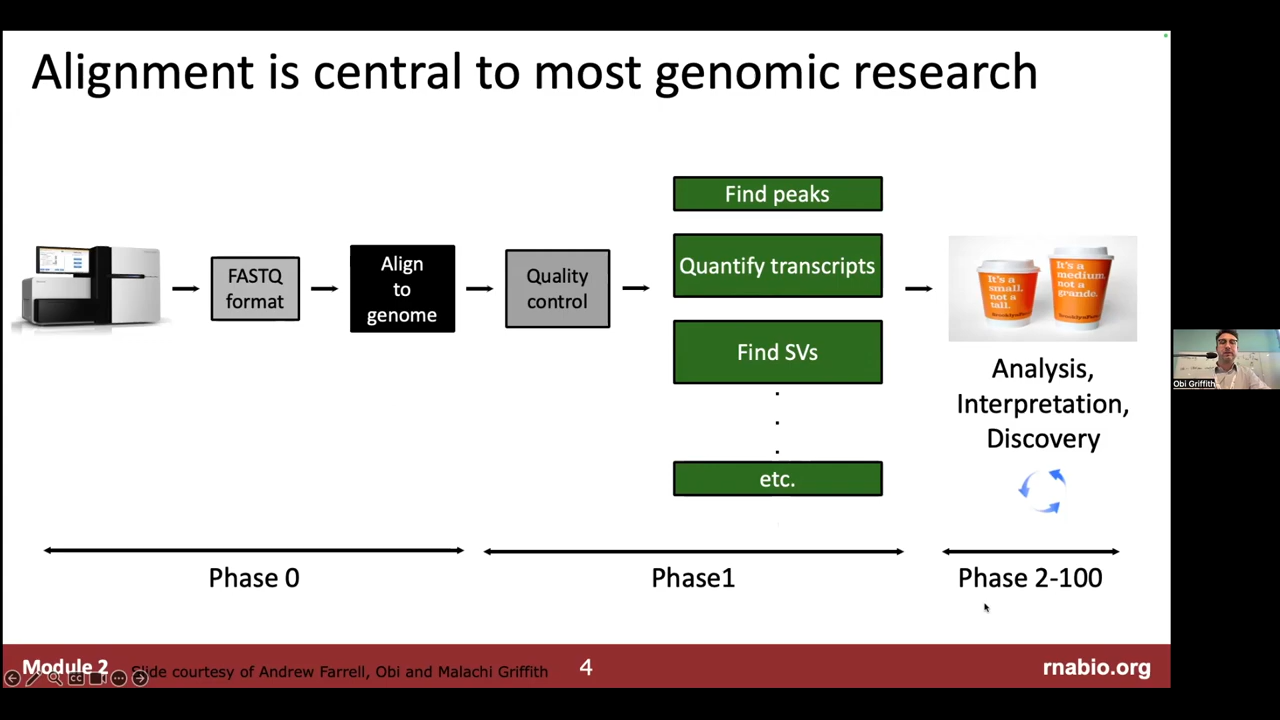 Alignment is central to most genomic research
FASTQ
format
Align
to
genome
Quality
control
Find peaks
Quantify transcripts
Find SVs
.
.
.
etc.
It's a
small.
not a
tall.
It's a
medium.
not a
grande.
Analysis,
Interpretation,
Discovery
Phase 0
Phase1
Phase 2-100
Module 2
Slide courtesy of Andrew Farrell, Obi and Malachi Griffith
4
rnabio.org
Obi Griffith